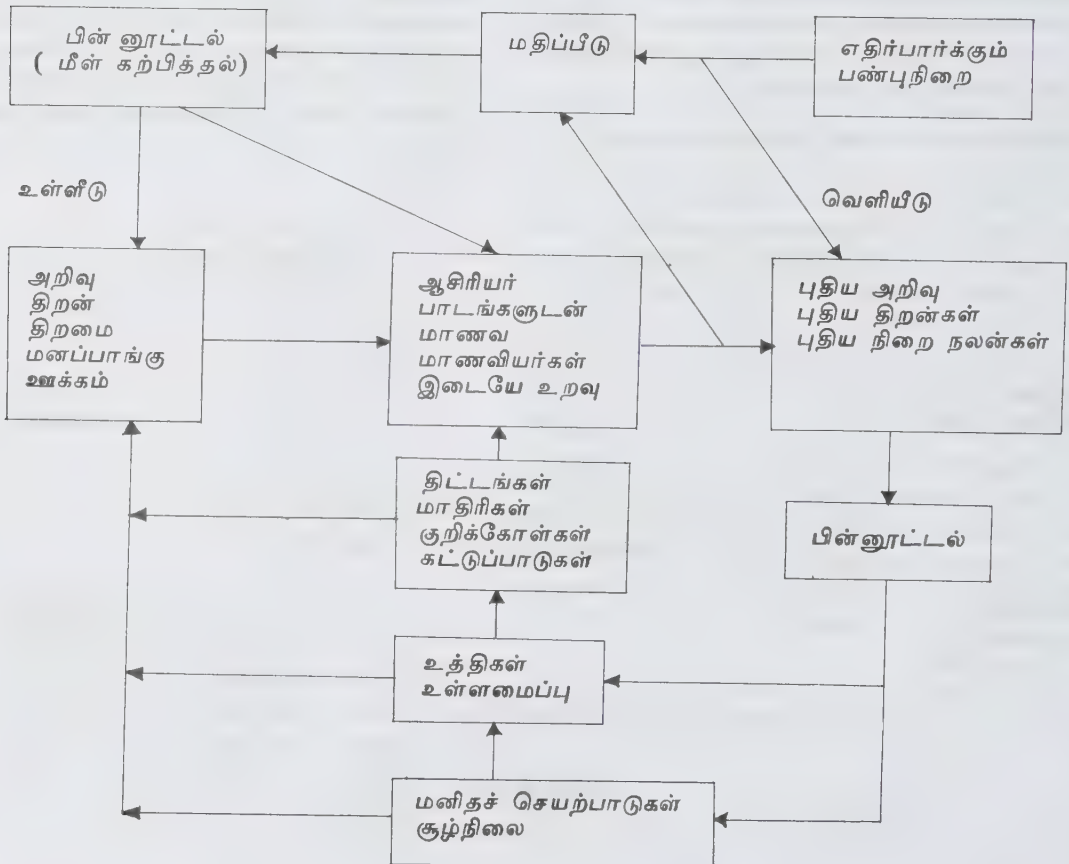 பின் னூட்டல்
( மீள் கற்பித்தல்)
மதிப்பீடு
எதிர்பார்க்கும்
பண்புநிறை
உள்ளீடு
வெளியீடு
அறிவு
திறன்
திறமை
மனப்பாங்கு
ஊக்கம்
ஆசிரியர்
பாடங்களுடன்
மாணவ
மாணவியர்கள்
இடையே உறவு
புதிய அறிவு
புதிய திறன்கள்
புதிய நிறை நலன்கள்
திட்டங்கள்
மாதிரிகள்
குறிக்கோள்கள்
கட்டுப்பாடுகள்
பின்னூட்டல்
உத்திகள்
உள்ளமைப்பு
மனிதச் செயற்பாடுகள்
சூழ்நிலை